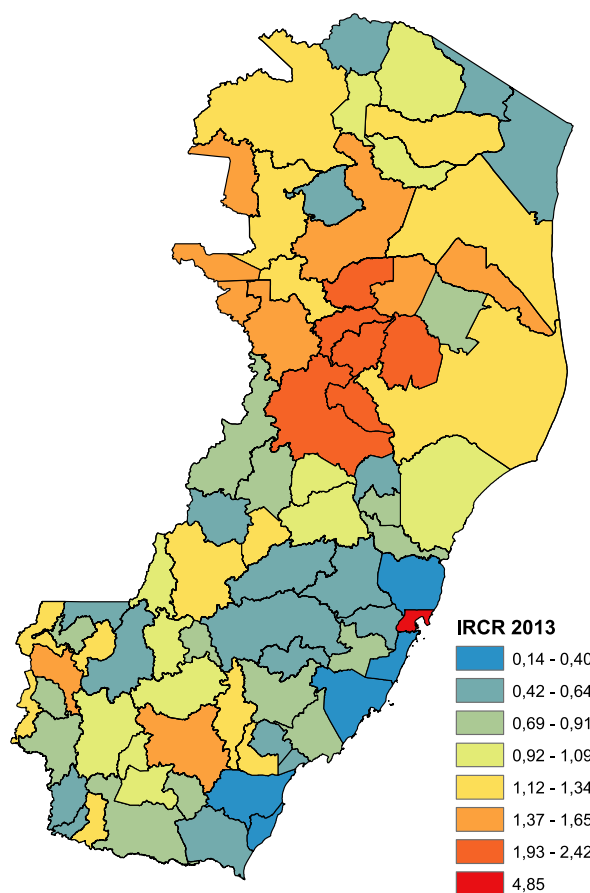 IRCR 2013
0,14 - 0,40
0,42 - 0,64
0,69 - 0,91
0,92 - 1,09
1,12 - 1,34
1,37 - 1,65
1,93 - 2,42
4,85